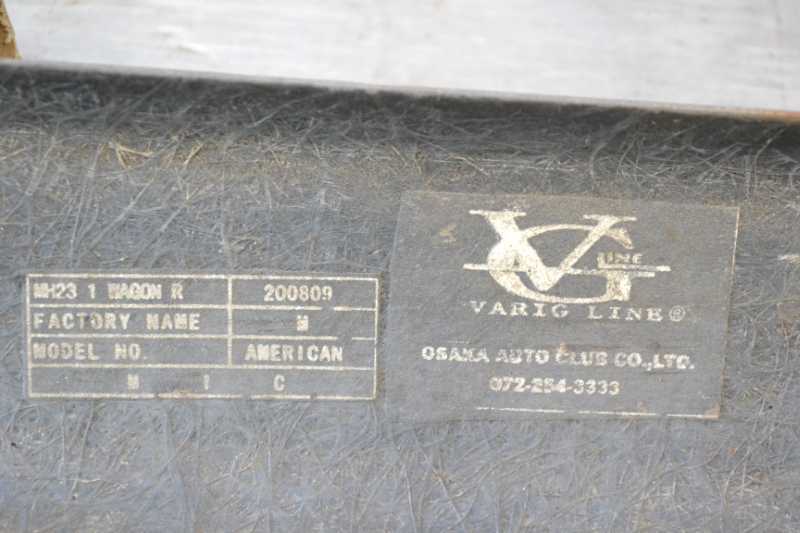 MH23 1 WAGON R 200809
FACTORY NAME M
MODEL NO. AMERICAN
M I C
VG LINE
VARIG LINE®
OSAKA AUTO CLUB CO.,LTD.
072-254-3333